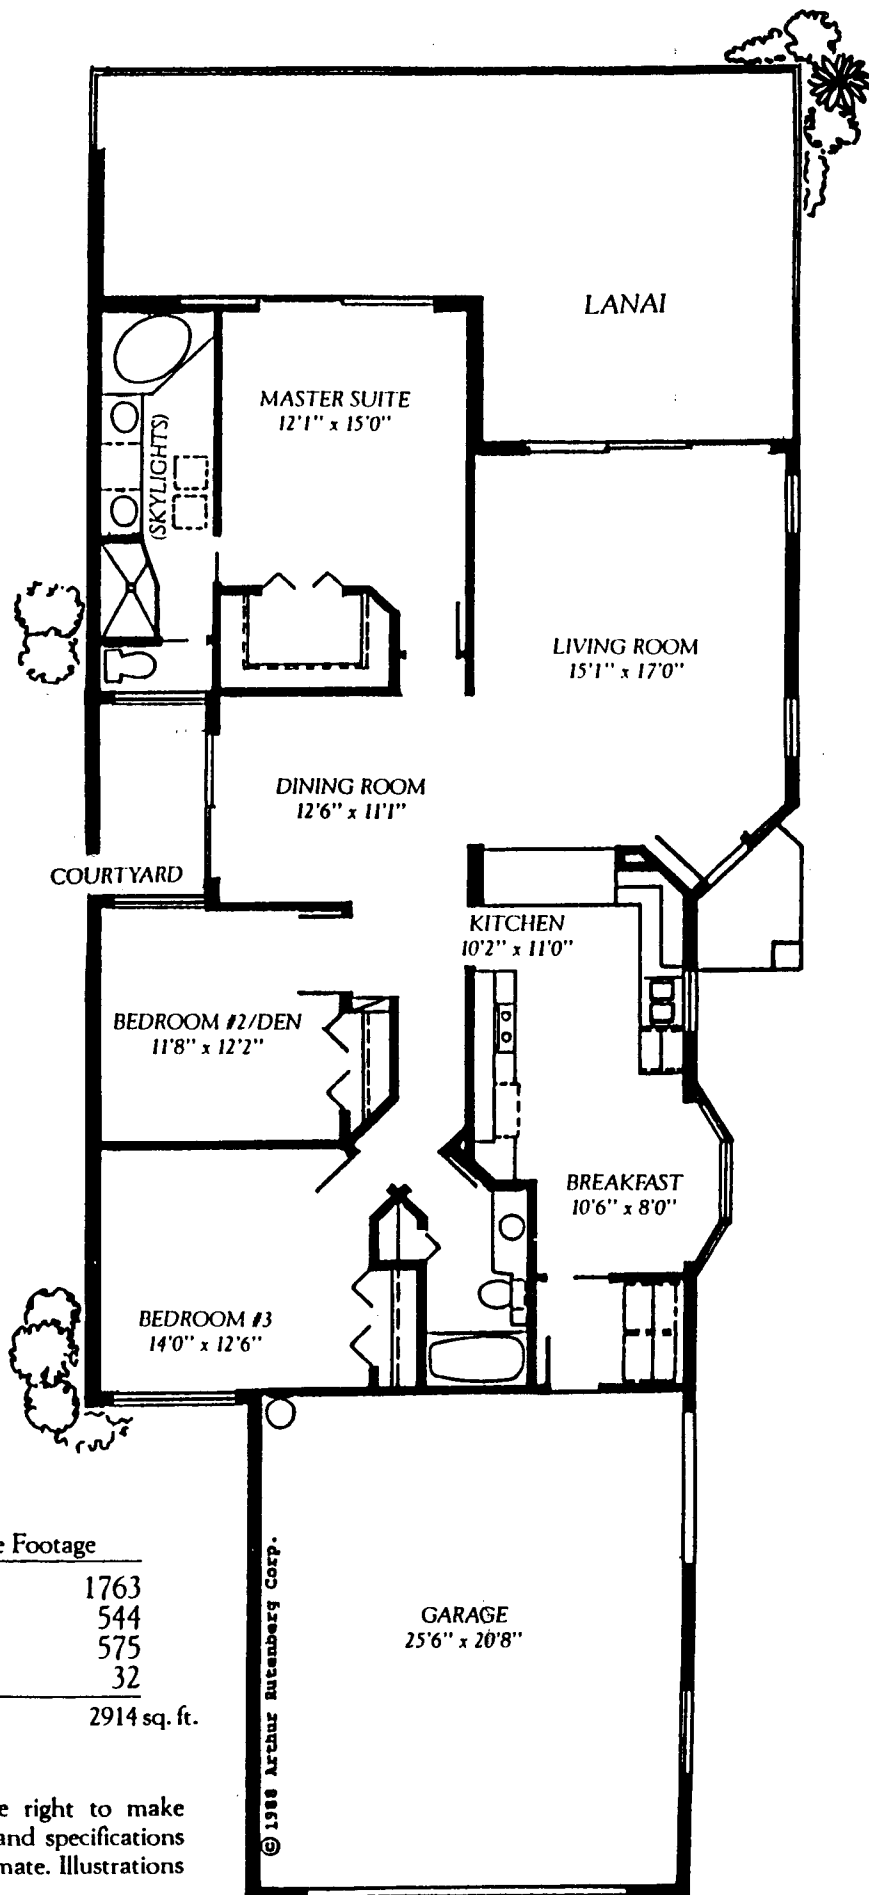 LANAI
MASTER SUITE
12'1" x 15'0"
(SKYLIGHTS)
LIVING ROOM
15'1" x 17'0"
DINING ROOM
12'6" x 11'1"
COURTYARD
KITCHEN
10'2" x 11'0"
BEDROOM #2/DEN
11'8" x 12'2"
BREAKFAST
10'6" x 8'0"
BEDROOM #3
14'0" x 12'6"
GARAGE
25'6" x 20'8"
© 1988 Arthur Rutenberg Corp.
e Footage
1763
544
575
32
2914 sq. ft.
e right to make
and specifications
mate. Illustrations